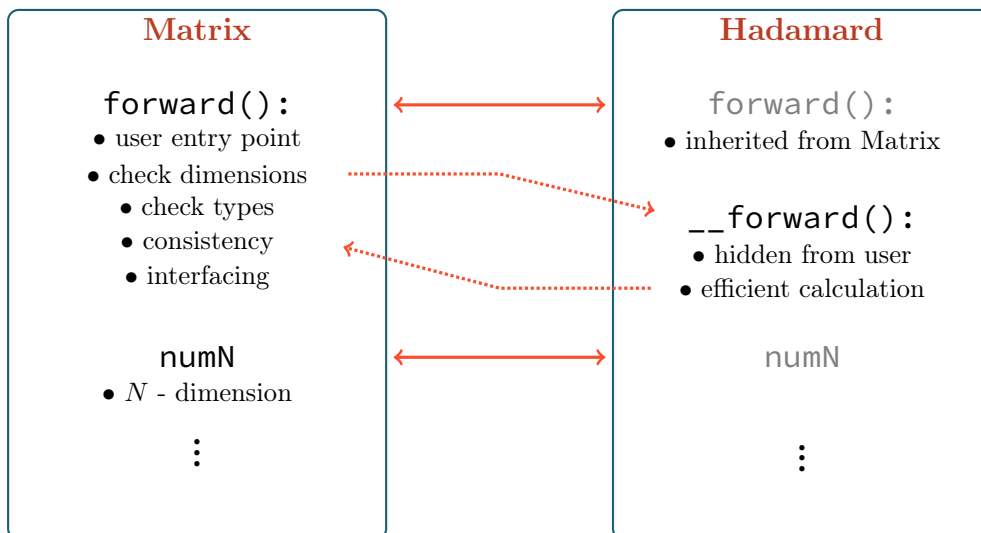 Matrix
forward():
• user entry point
• check dimensions
• check types
• consistency
• interfacing
numN
• N - dimension
⋮
Hadamard
forward():
• inherited from Matrix
__forward():
• hidden from user
• efficient calculation
numN
⋮